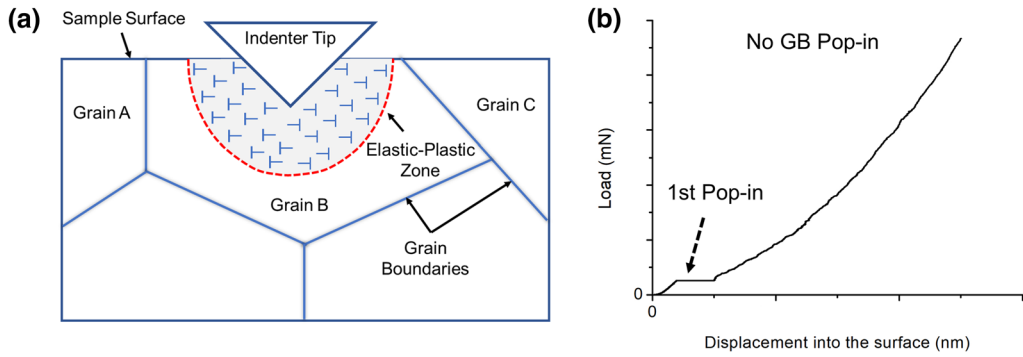 (a)
Sample Surface
Indenter Tip
Grain A
Grain C
Elastic-Plastic
Zone
Grain B
Grain
Boundaries
(b)
No GB Pop-in
Load (mN)
1st Pop-in
0
0
Displacement into the surface (nm)